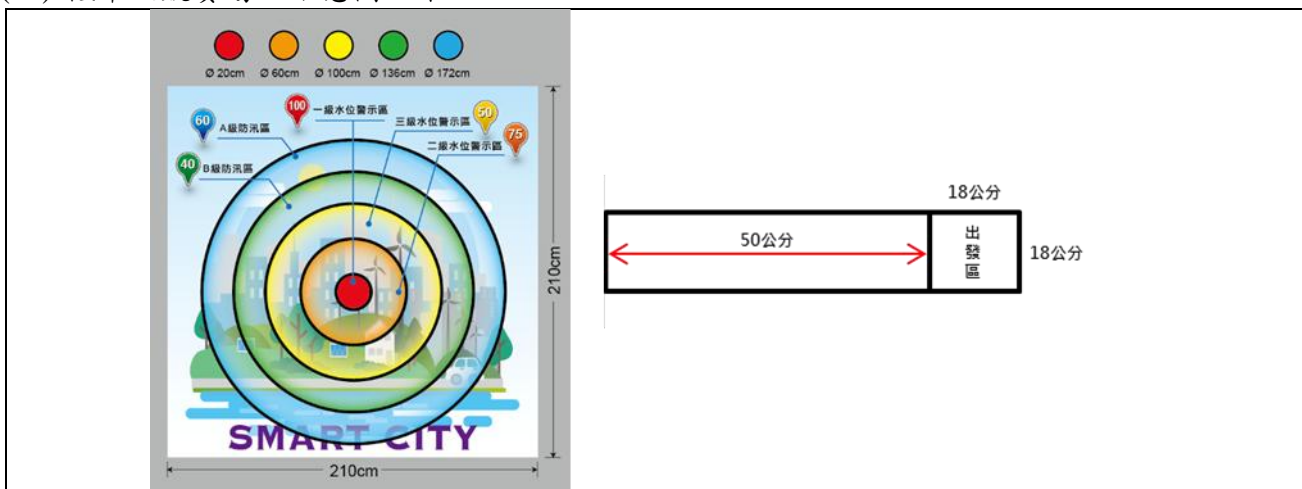 Ø 20cm Ø 60cm Ø 100cm Ø 136cm Ø 172cm
100 一級水位警示區
50
三級水位警示區
60 A級防汛區
75
二級水位警示區
40 B級防汛區
210cm
SMART CITY
210cm
18公分
50公分
出發區
18公分